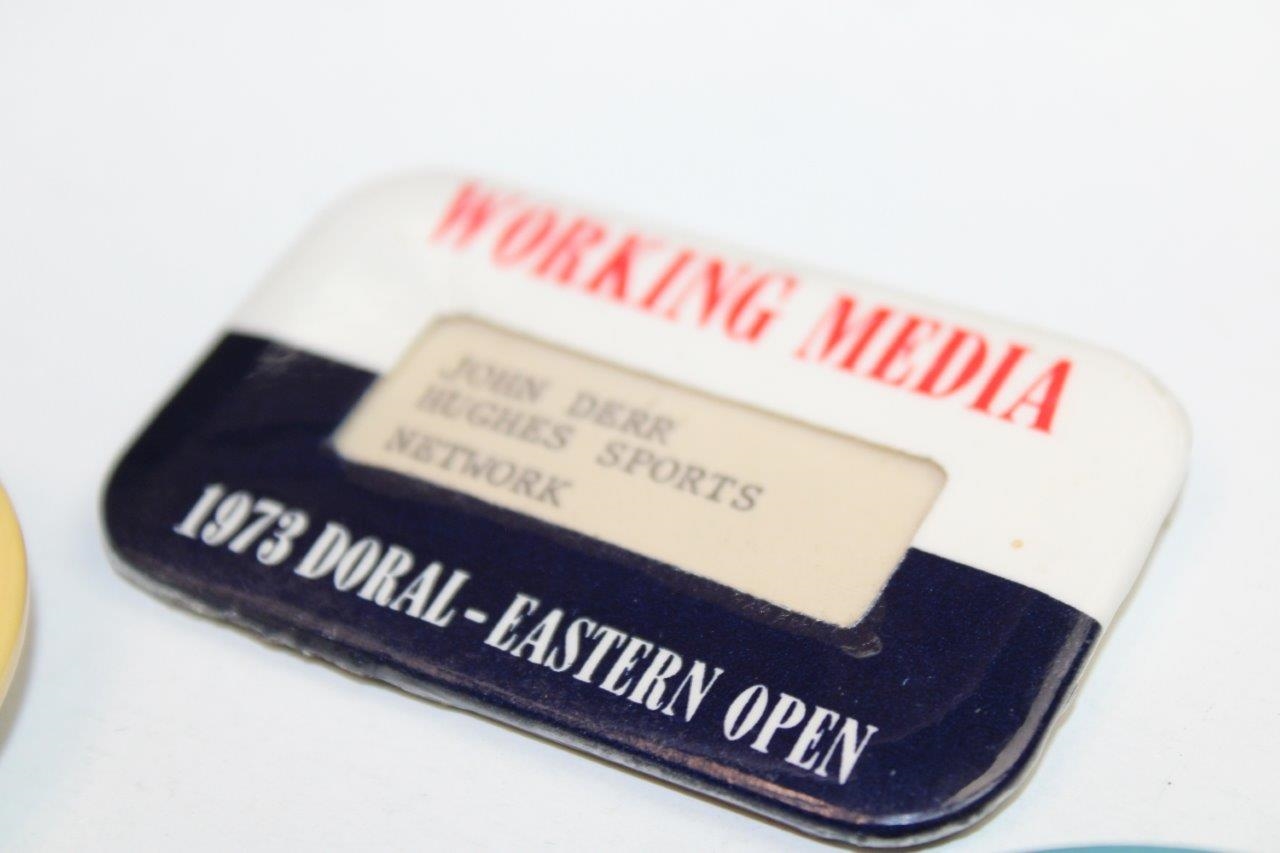 WORKING MEDIA
JOHN DERR
HUGHES SPORTS
NETWORK
1973 DORAL-EASTERN OPEN